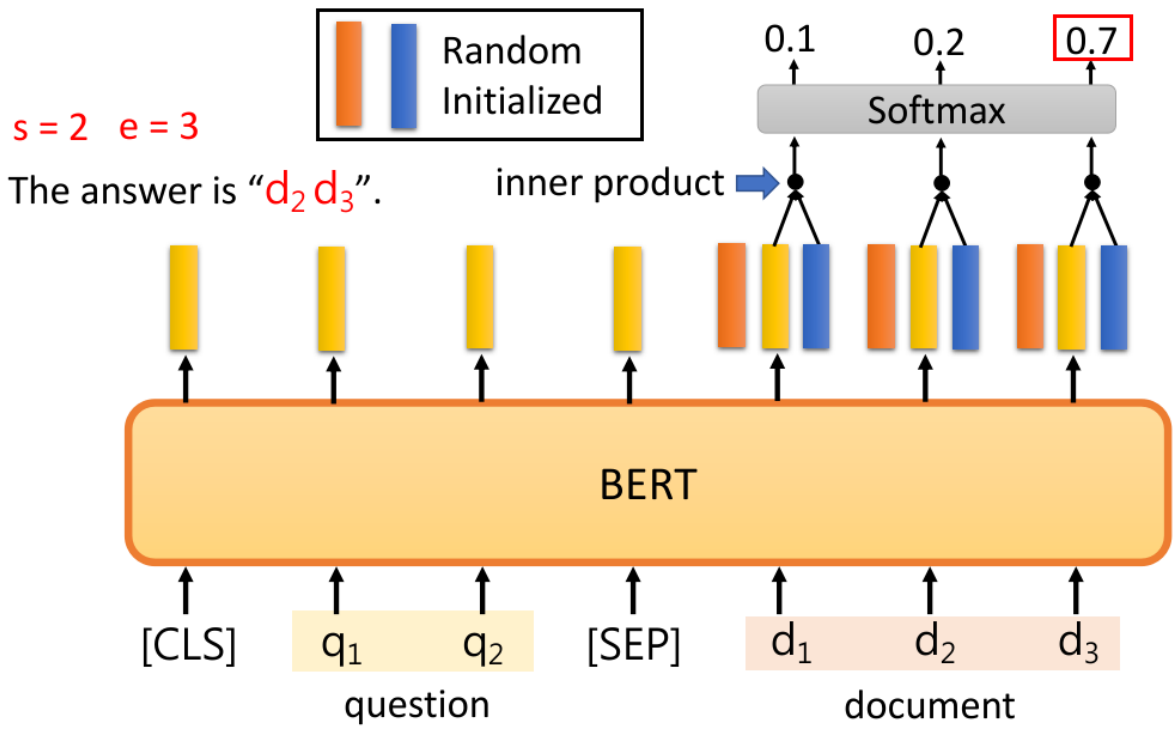 Random
Initialized
0.1 0.2 0.7
Softmax
s = 2 e = 3
The answer is “d₂ d₃”.
inner product
BERT
[CLS] q₁ q₂ [SEP] d₁ d₂ d₃
question document